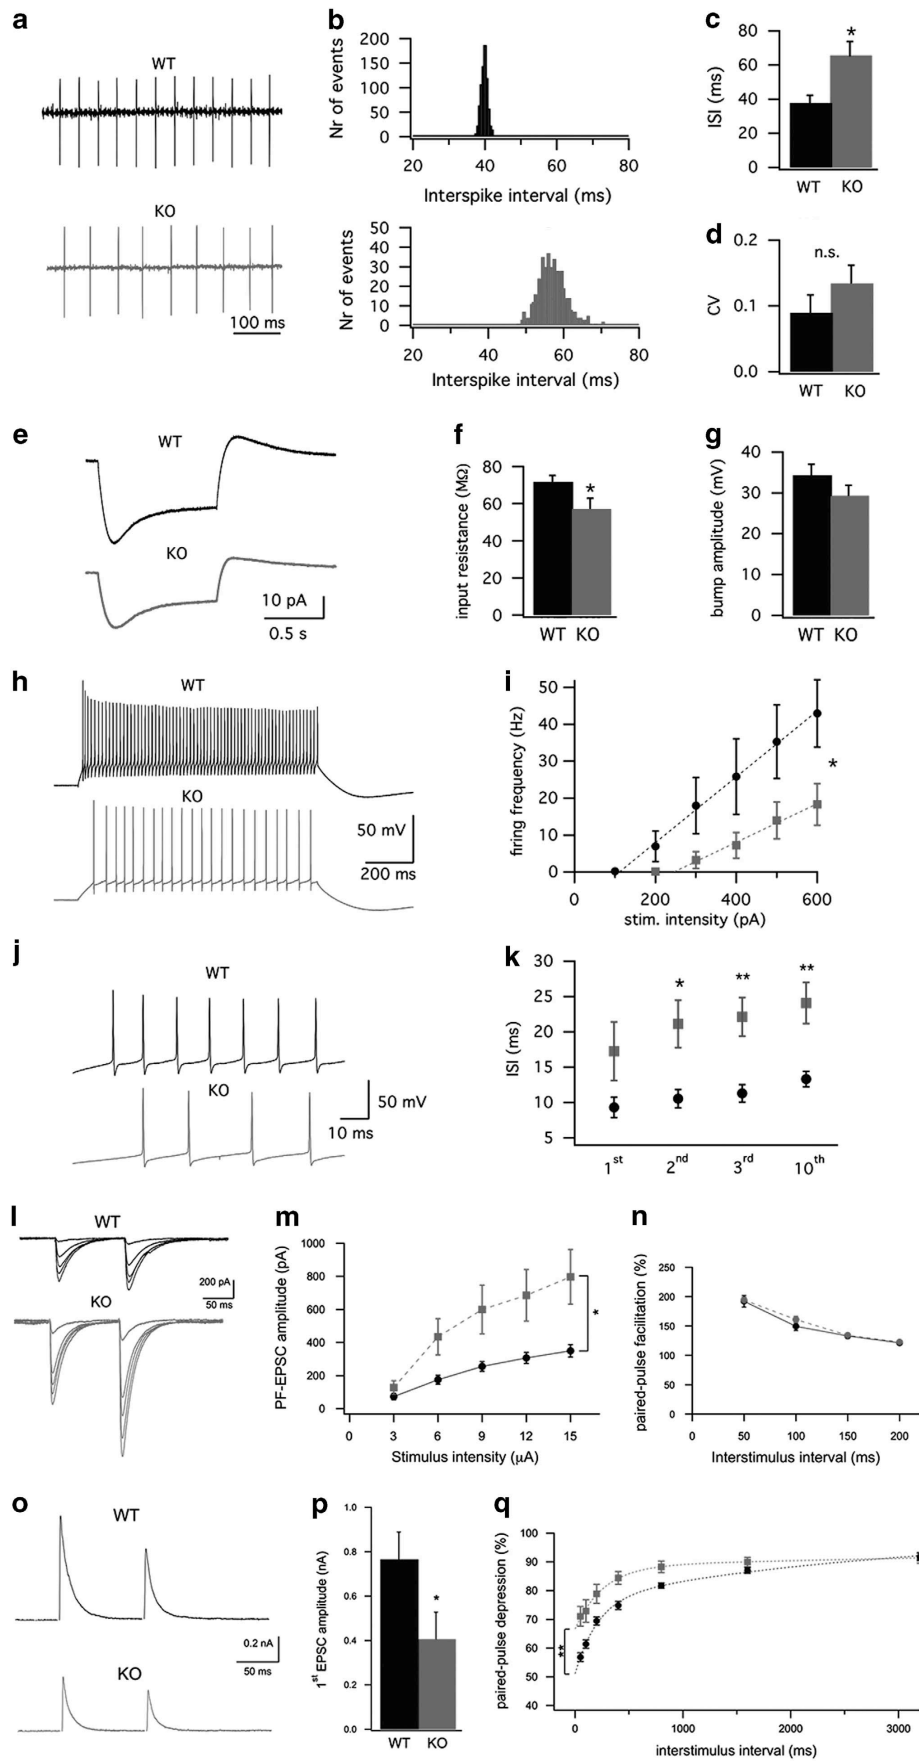 a
WT
KO
100 ms
b
Nr of events
200
150
100
50
0
20 40 60 80
Interspike interval (ms)
Nr of events
50
40
30
20
10
0
20 40 60 80
Interspike interval (ms)
c
ISI (ms)
80
60
40
20
0
*
WT KO
d
CV
0.2
0.1
0.0
n.s.
WT KO
e
WT
KO
10 pA
0.5 s
f
input resistance (MΩ)
80
60
40
20
0
*
WT KO
g
bump amplitude (mV)
40
30
20
10
0
WT KO
h
WT
KO
50 mV
200 ms
i
firing frequency (Hz)
50
40
30
20
10
0
*
0 200 400 600
stim. intensity (pA)
j
WT
KO
50 mV
10 ms
k
ISI (ms)
30
25
20
15
10
5
* ** **
1st 2nd 3rd 10th
l
WT
200 pA
50 ms
KO
m
PF-EPSC amplitude (pA)
1000
800
600
400
200
0
*
0 3 6 9 12 15
Stimulus intensity (μA)
n
paired-pulse facilitation (%)
250
200
150
100
50
0
0 50 100 150 200
Interstimulus interval (ms)
o
WT
0.2 nA
50 ms
KO
p
1st EPSC amplitude (nA)
1.0
0.8
0.6
0.4
0.2
0.0
*
WT KO
q
paired-pulse depression (%)
100
90
80
70
60
50
40
**
0 1000 2000 3000
interstimulus interval (ms)